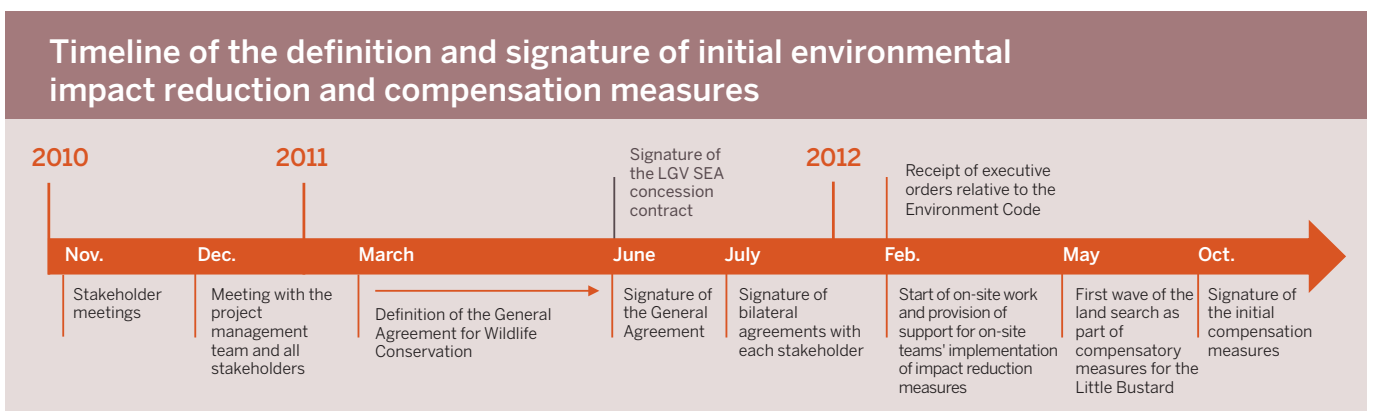 Timeline of the definition and signature of initial environmental
impact reduction and compensation measures
2010
2011
Signature of
the LGV SEA
concession
contract
2012
Receipt of executive
orders relative to the
Environment Code
Nov.
Dec.
March
June
July
Feb.
May
Oct.
Stakeholder
meetings
Meeting with the
project
management
team and all
stakeholders
Definition of the General
Agreement for Wildlife
Conservation
Signature of
the General
Agreement
Signature of
bilateral
agreements with
each stakeholder
Start of on-site work
and provision of
support for on-site
teams' implementation
of impact reduction
measures
First wave of the
land search as
part of
compensatory
measures for the
Little Bustard
Signature of
the initial
compensation
measures